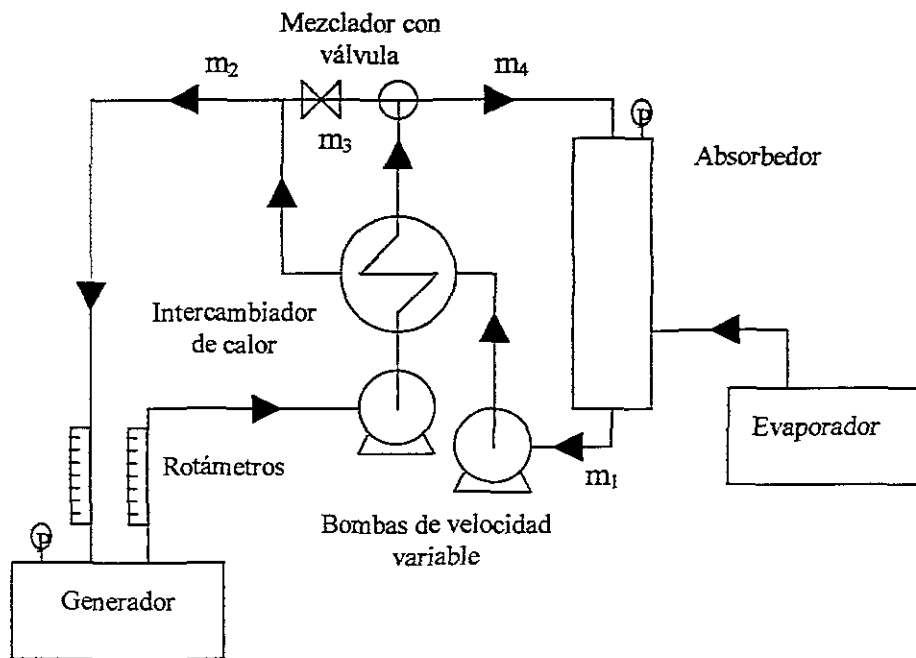 Mezclador con
válvula
m₂
m₄
m₃
P
Absorbedor
Intercambiador
de calor
Evaporador
Rotámetros
m₁
Bombas de velocidad
variable
P
Generador